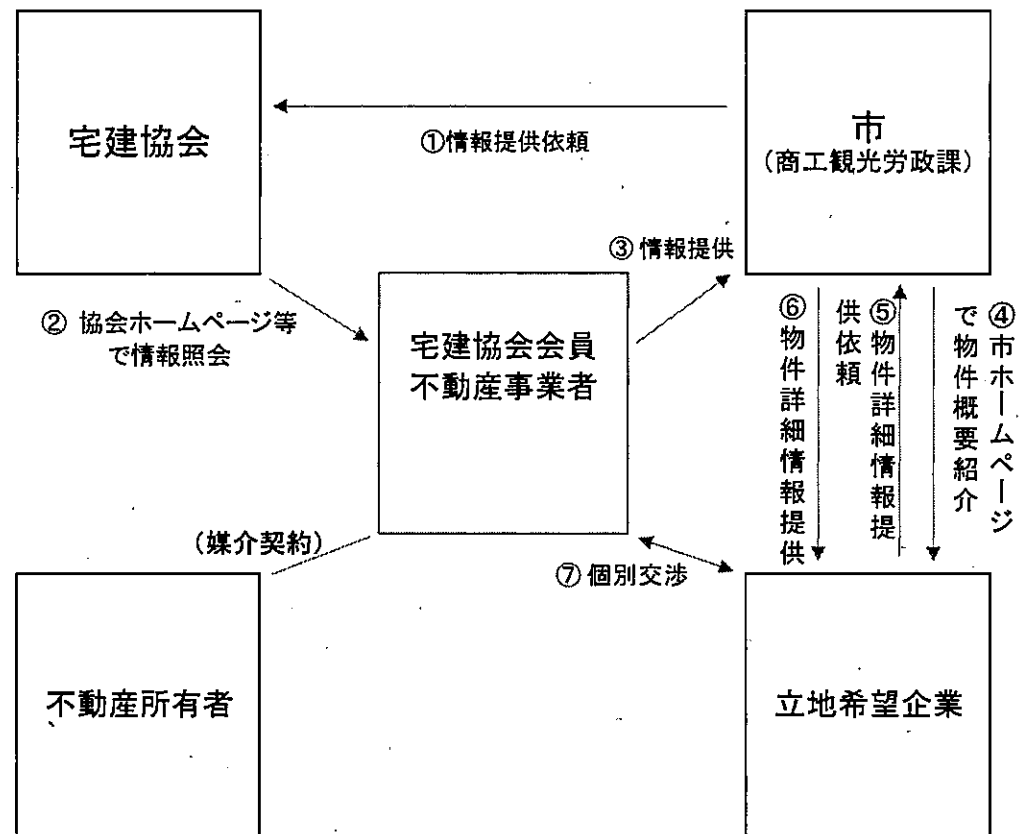 宅建協会
市
(商工観光労政課)
①情報提供依頼
③情報提供
② 協会ホームページ等
で情報照会
宅建協会会員
不動産事業者
④市ホームページ
で物件概要紹介
⑤物件詳細情報提
供依頼
⑥物件詳細情報提供
(媒介契約)
⑦個別交渉
不動産所有者
立地希望企業